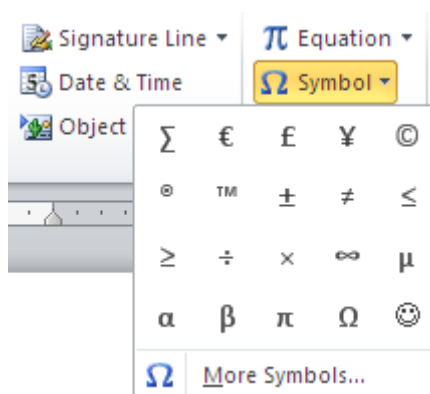 Signature Line π Equation
Date & Time Ω Symbol
Object
∑ € £ ¥ ©
® ™ ± ≠ ≤
≥ ÷ × ∞ µ
α β π Ω ☺
Ω More Symbols...